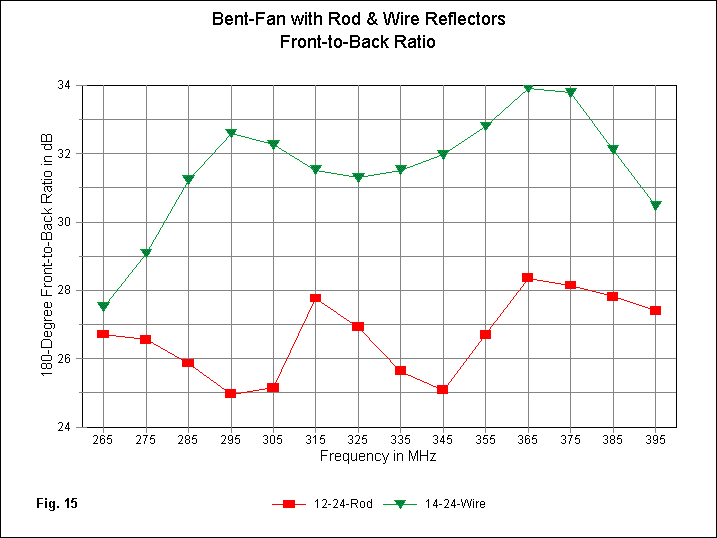 Bent-Fan with Rod & Wire Reflectors
Front-to-Back Ratio
180-Degree Front-to-Back Ratio in dB
34
32
30
28
26
24
265 275 285 295 305 315 325 335 345 355 365 375 385 395
Frequency in MHz
Fig. 15
12-24-Rod 14-24-Wire